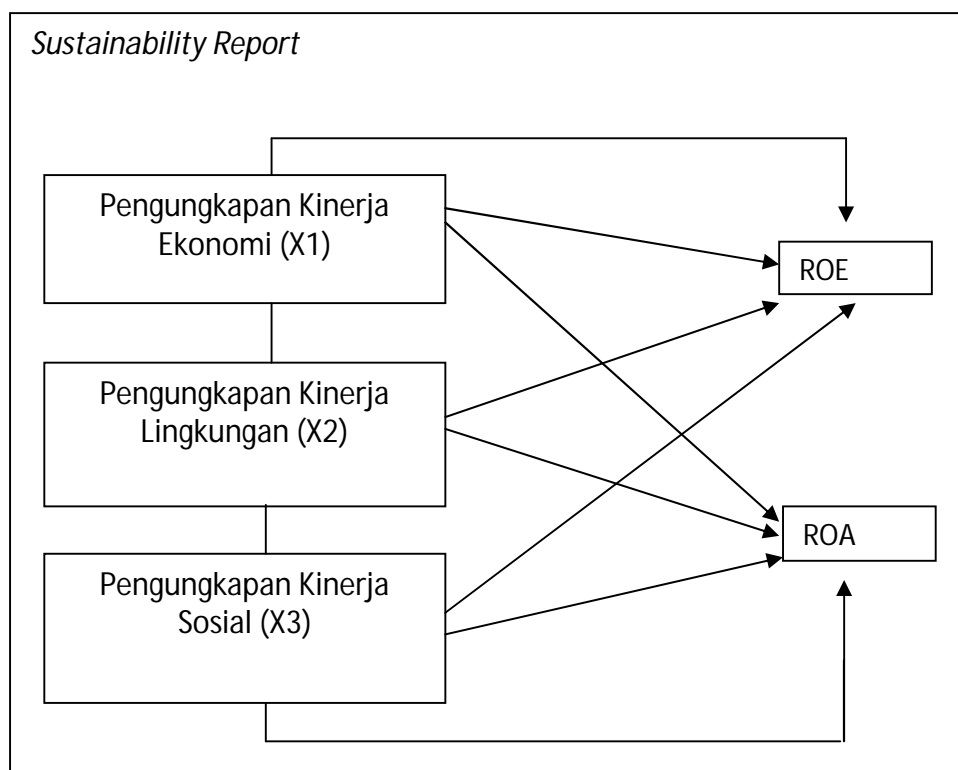 Sustainability Report
Pengungkapan Kinerja
Ekonomi (X1)
ROE
Pengungkapan Kinerja
Lingkungan (X2)
ROA
Pengungkapan Kinerja
Sosial (X3)